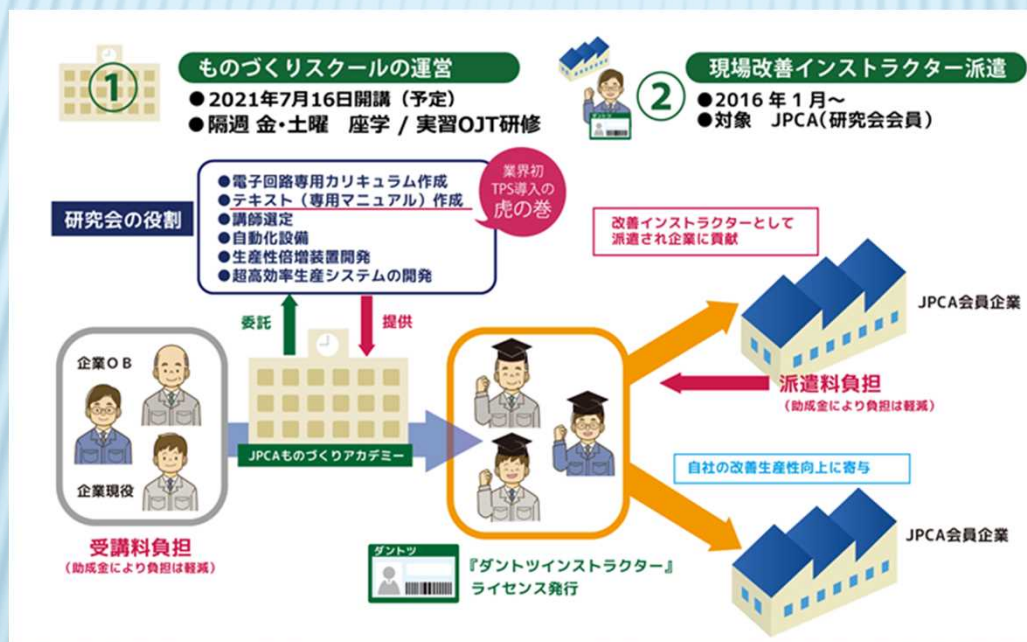 ①
ものづくりスクールの運営
●2021年7月16日開講（予定）
●隔週 金・土曜　座学 / 実習OJT研修
②
現場改善インストラクター派遣
●2016年1月～
●対象　JPCA（研究会会員）
ダントツ
研究会の役割
●電子回路専用カリキュラム作成
●テキスト（専用マニュアル）作成
●講師選定
●自動化設備
●生産性倍増装置開発
●超高効率生産システムの開発
業界初
TPS導入の
虎の巻
委託
提供
企業ＯＢ
企業現役
受講料負担
（助成金により負担は軽減）
JPCAものづくりアカデミー
改善インストラクターとして
派遣され企業に貢献
JPCA会員企業
派遣料負担
（助成金により負担は軽減）
自社の改善生産性向上に寄与
JPCA会員企業
ダントツ
『ダントツインストラクター』
ライセンス発行